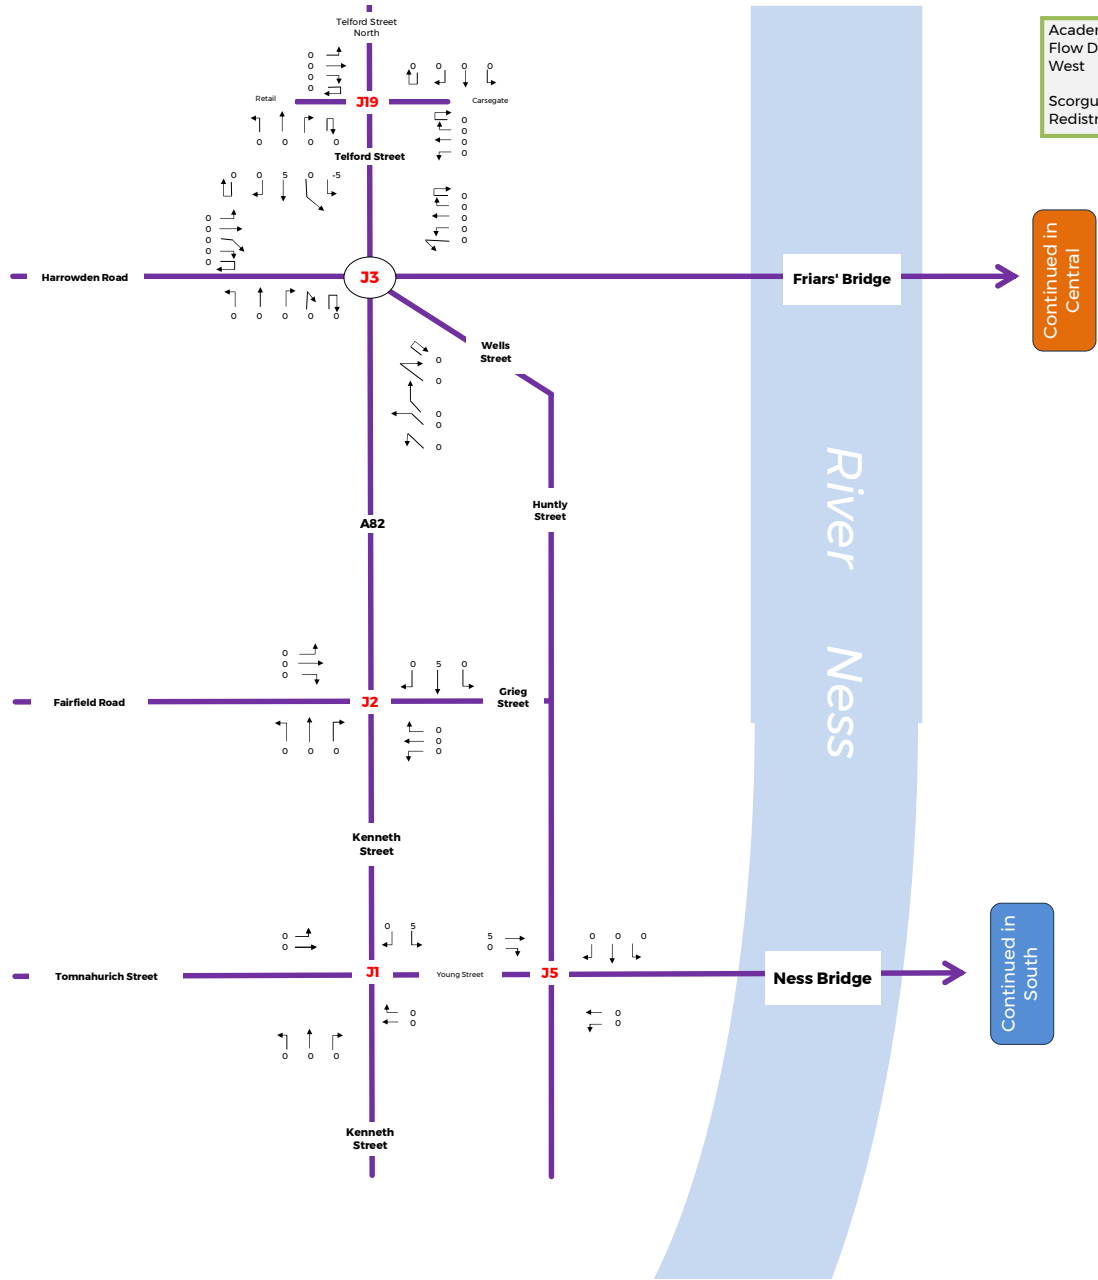 Telford Street
North
Academ
Flow D
West
Scorgu
Redistr
0
0
0
0
0 0 0 0
Retail
J19
Carsegate
0
0
0
0
0 0 0 0
Telford Street
0 0 5 0 -5
0
0
0
0
0
0
0
0
0
0
Harrowden Road
J3
Friars' Bridge
Continued in
Central
0 0 0 0 0
Wells
Street
0
0
0
0
0
River Ness
Huntly
Street
A82
0
0
0
0 5 0
Fairfield Road
J2
Grieg
Street
0 0 0
0
0
0
Kenneth
Street
0
0
0 5
5
0
0 0 0
Tomnahurich Street
J1
Young Street
J5
Ness Bridge
Continued in
South
0
0
0
0
0 0 0
Kenneth
Street